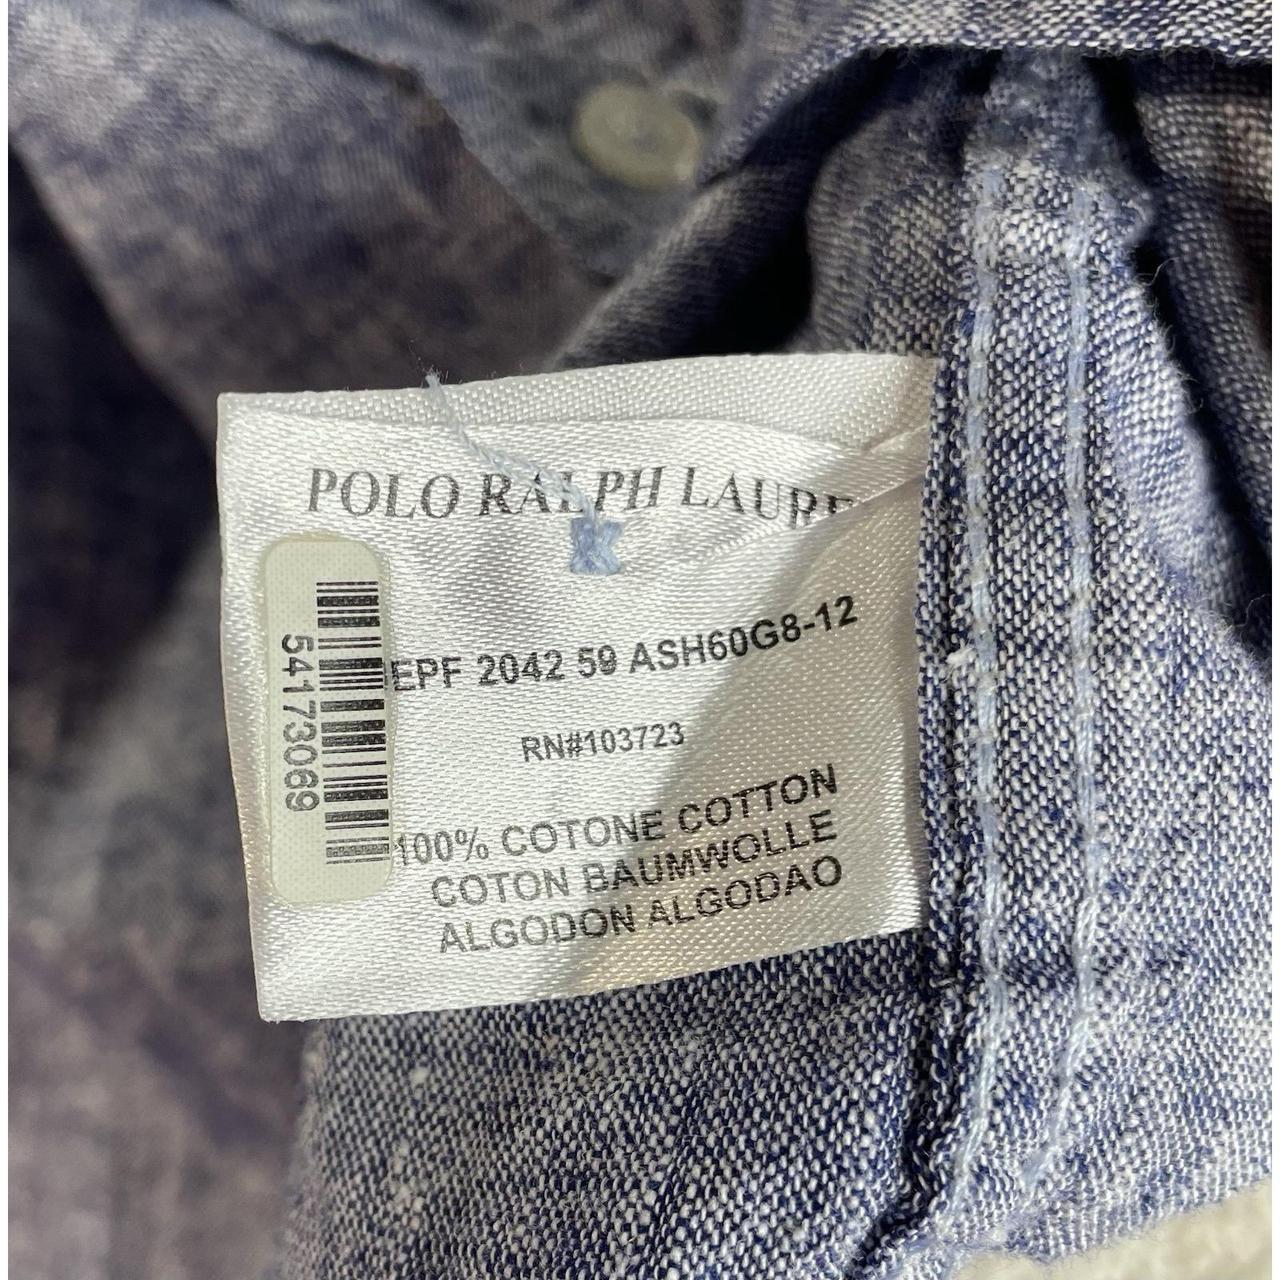 POLO RALPH LAURE
EPF 2042 59 ASH60G8-12
RN#103723
100% COTONE COTTON
COTON BAUMWOLLE
ALGODON ALGODAO
54173069